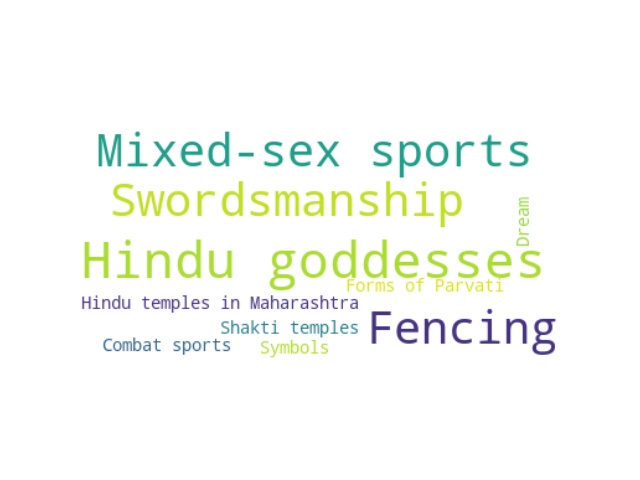 Mixed-sex sports
Swordsmanship
Dream
Hindu goddesses
Forms of Parvati
Hindu temples in Maharashtra
Shakti temples
Fencing
Combat sports
Symbols